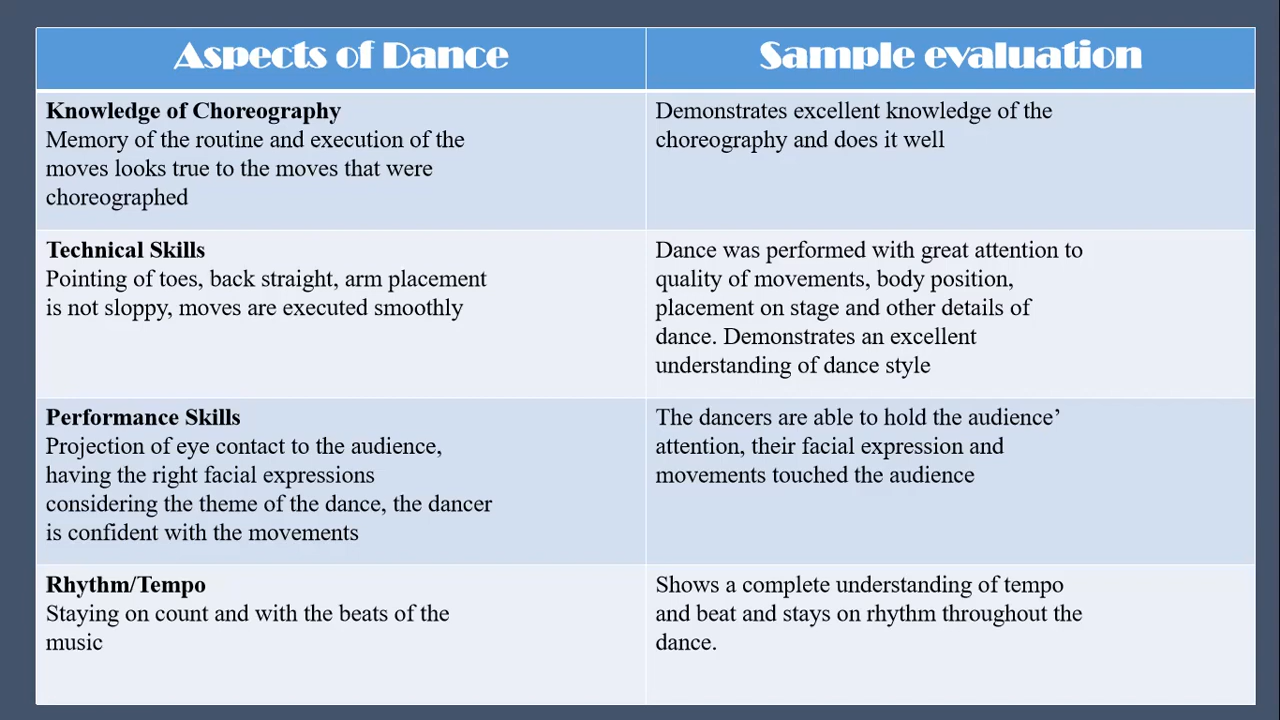 Aspects of Dance
Sample evaluation
Knowledge of Choreography
Memory of the routine and execution of the
moves looks true to the moves that were
choreographed
Demonstrates excellent knowledge of the
choreography and does it well
Technical Skills
Pointing of toes, back straight, arm placement
is not sloppy, moves are executed smoothly
Dance was performed with great attention to
quality of movements, body position,
placement on stage and other details of
dance. Demonstrates an excellent
understanding of dance style
Performance Skills
Projection of eye contact to the audience,
having the right facial expressions
considering the theme of the dance, the dancer
is confident with the movements
The dancers are able to hold the audience’
attention, their facial expression and
movements touched the audience
Rhythm/Tempo
Staying on count and with the beats of the
music
Shows a complete understanding of tempo
and beat and stays on rhythm throughout the
dance.